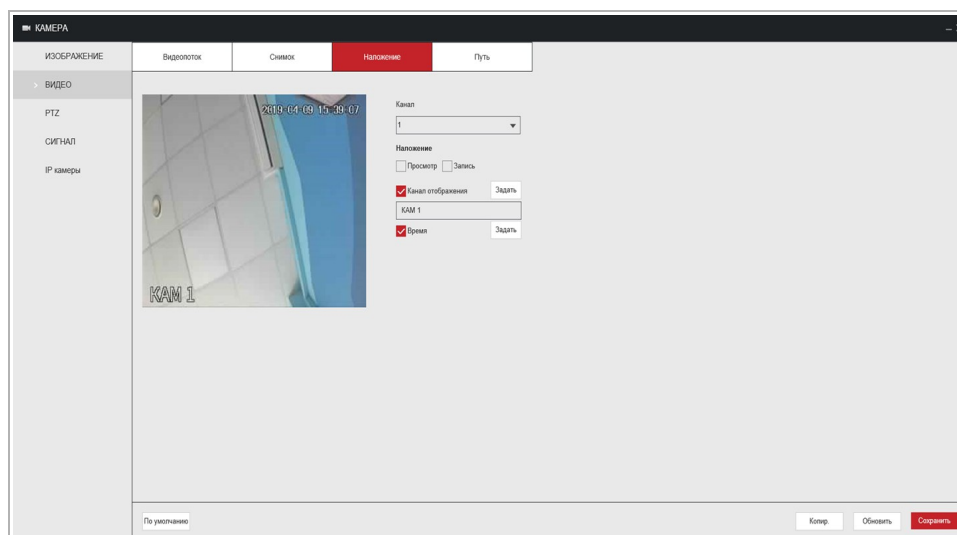 КАМЕРА
ИЗОБРАЖЕНИЕ
ВИДЕО
PTZ
СИГНАЛ
IP камеры
Видеопоток Снимок Наложение Путь
2019-04-09 15-39-07
КАМ 1
Канал
1
Наложение
Просмотр Запись
Канал отображения Задать
КАМ 1
Время Задать
По умолчанию Копир. Обновить Сохранить